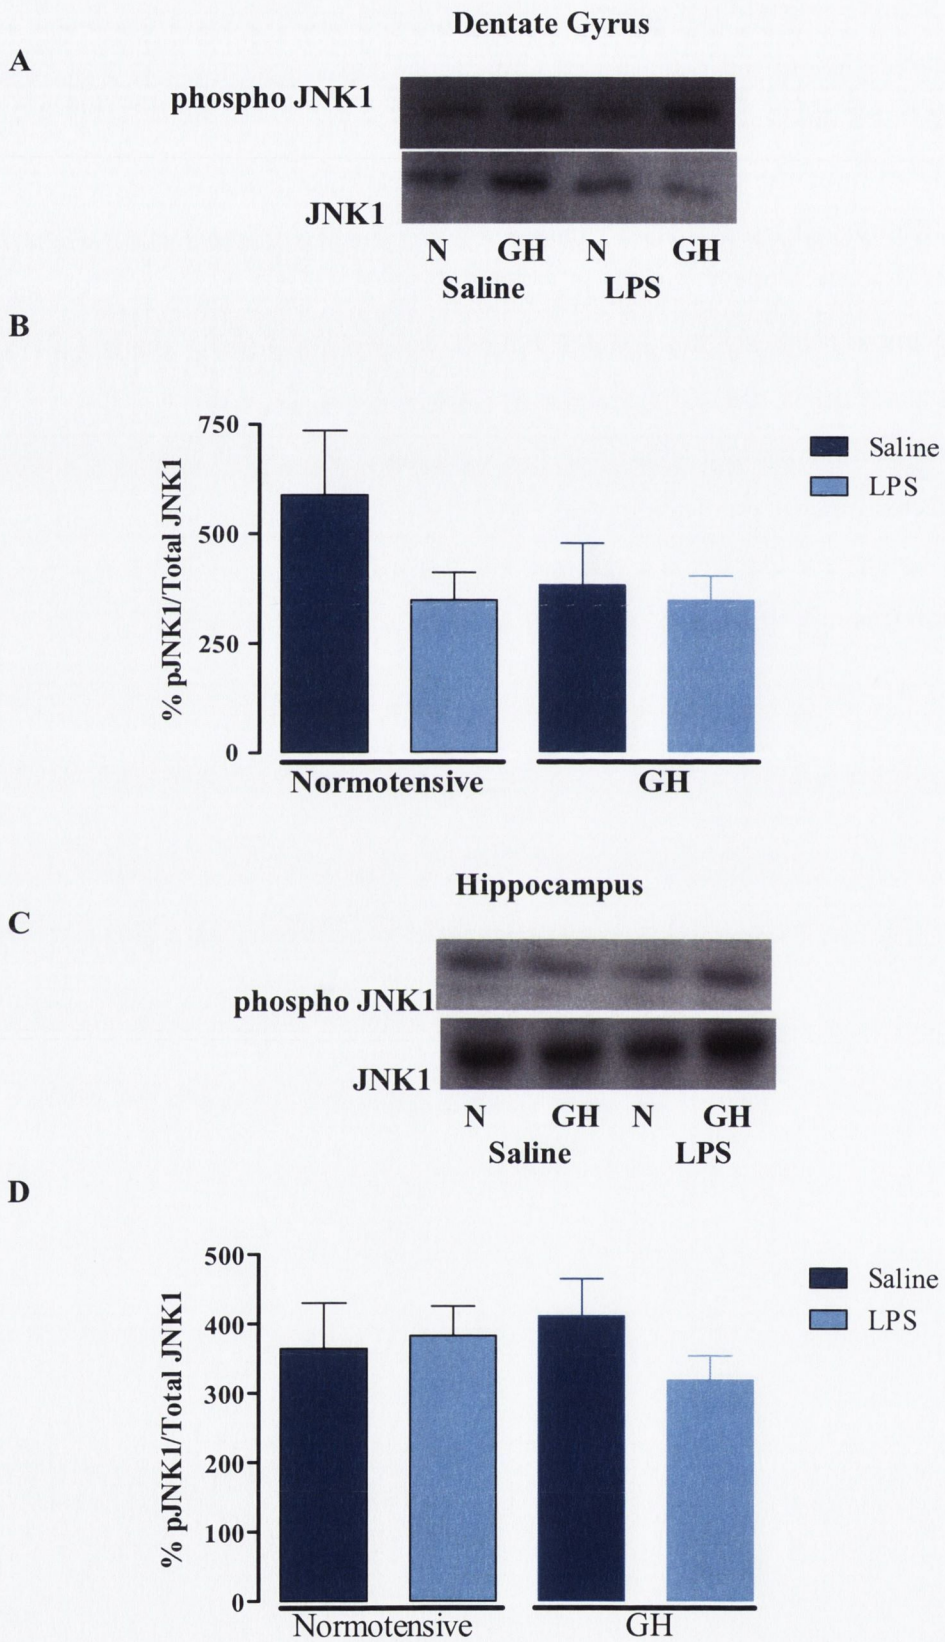 Dentate Gyrus
A
phospho JNK1
JNK1
N GH N GH
Saline LPS
B
% pJNK1/Total JNK1
750
500
250
0
Saline
LPS
Normotensive GH
Hippocampus
C
phospho JNK1
JNK1
N GH N GH
Saline LPS
D
% pJNK1/Total JNK1
500
400
300
200
100
0
Saline
LPS
Normotensive GH